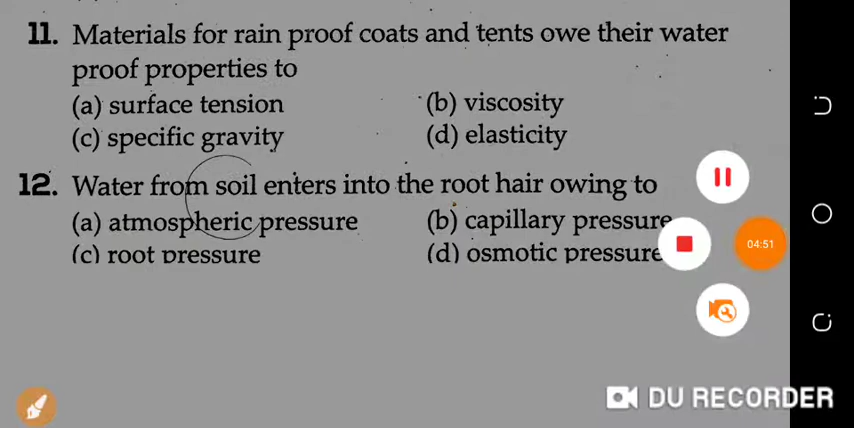 11. Materials for rain proof coats and tents owe their water
proof properties to
(a) surface tension (b) viscosity
(c) specific gravity (d) elasticity
12. Water from soil enters into the root hair owing to
(a) atmospheric pressure (b) capillary pressure
(c) root pressure (d) osmotic pressure
04:51
DU RECORDER